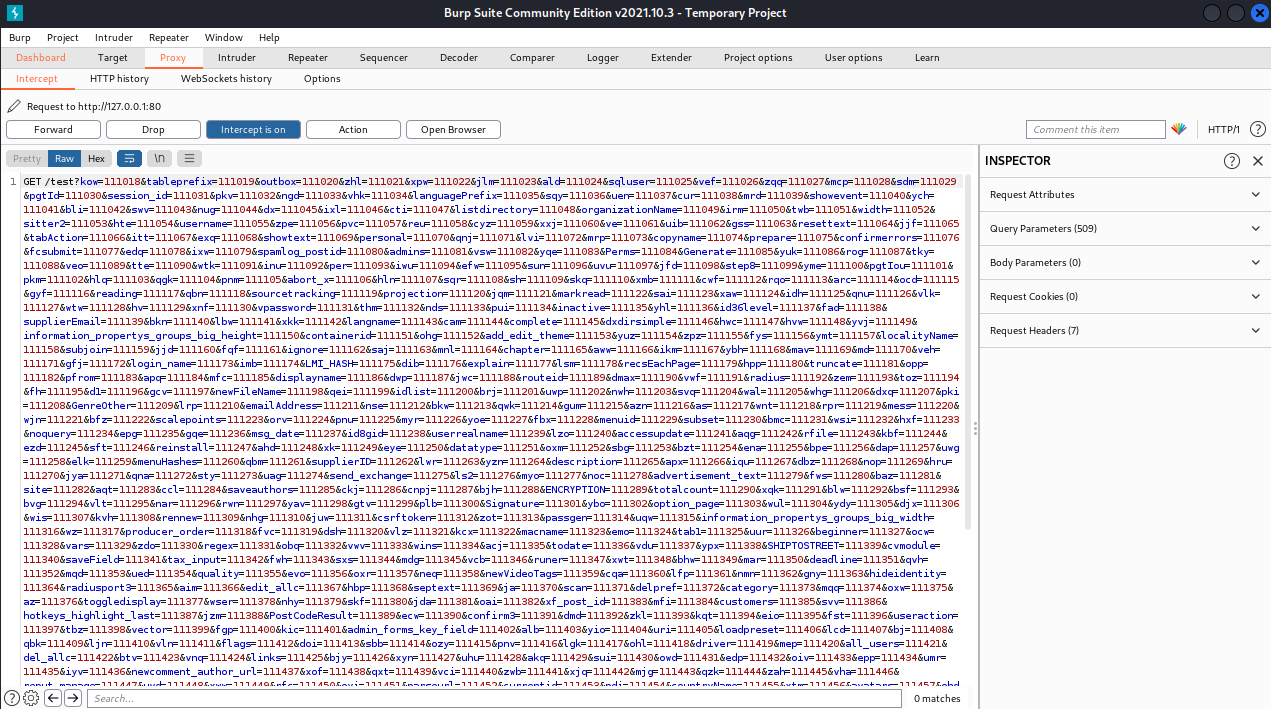 Burp Suite Community Edition v2021.10.3 - Temporary Project
Burp Project Intruder Repeater Window Help
Dashboard Target Proxy Intruder Repeater Sequencer Decoder Comparer Logger Extender Project options User options Learn
Intercept HTTP history WebSockets history Options
Request to http://127.0.0.1:80
Forward Drop Intercept is on Action Open Browser Comment this item HTTP/1 ?
Pretty Raw Hex \n
INSPECTOR
Request Attributes
Query Parameters (509)
Body Parameters (0)
Request Cookies (0)
Request Headers (7)
1 GET /test?kow=111018&tableprefix=111019&outbox=111020&zhl=111021&xpw=111022&jlm=111023&ald=111024&sqluser=111025&vef=111026&zqq=111027&mcp=111028&sdm=111029
&pgtId=111030&session_id=111031&pkv=111032&ngd=111033&vhk=111034&languagePrefix=111035&sqy=111036&uer=111037&cur=111038&mrd=111039&showevent=111040&ych=
111041&bli=111042&swv=111043&nug=111044&dx=111045&ixl=111046&cti=111047&listdirectory=111048&organizationName=111049&irm=111050&twb=111051&width=111052&
sitter2=111053&hte=111054&username=111055&zpe=111056&pvc=111057&reu=111058&cyz=111059&xxj=111060&ve=111061&uib=111062&gss=111063&resettext=111064&jjf=111065
&tabAction=111066&itt=111067&exq=111068&showtext=111069&personal=111070&qnj=111071&lvi=111072&mrp=111073&copyname=111074&prepare=111075&confirmerrors=111076
&fcsubmit=111077&edq=111078&ixw=111079&spamlog_postid=111080&admins=111081&vsw=111082&yqe=111083&Perms=111084&Generate=111085&yuk=111086&rog=111087&tky=
111088&veo=111089&tte=111090&wtk=111091&inu=111092&per=111093&iwu=111094&efw=111095&sun=111096&uvu=111097&jfd=111098&step8=111099&yme=111100&pgtIou=111101&
pkm=111102&hlq=111103&qgk=111104&pnm=111105&abort_x=111106&hln=111107&sqr=111108&sh=111109&skq=111110&xmb=111111&cwf=111112&rqo=111113&arc=111114&ocd=111115
&gyf=111116&reading=111117&qbn=111118&sourcetracking=111119&projection=111120&jqm=111121&markread=111122&sai=111123&xaw=111124&idh=111125&qnu=111126&vlk=
111127&wtw=111128&hv=111129&xnf=111130&vpassword=111131&thm=111132&nds=111133&pui=111134&inactive=111135&yhl=111136&id36level=111137&fad=111138&
supplierEmail=111139&bkn=111140&lbw=111141&xkk=111142&langname=111143&cam=111144&complete=111145&dxdirsimple=111146&hwc=111147&hvw=111148&yvj=111149&
information_propertys_groups_big_height=111150&containerid=111151&ohg=111152&add_edit_theme=111153&yuz=111154&zpz=111155&fys=111156&ymt=111157&localityName
=111158&subjoin=111159&jjd=111160&fqf=111161&ignore=111162&saj=111163&mnl=111164&chapter=111165&aww=111166&ikm=111167&ybh=111168&mav=111169&md=111170&veh=
111171&gfj=111172&login_name=111173&imb=111174&LMI_HASH=111175&dib=111176&explain=111177&lsm=111178&recsEachPage=111179&hpp=111180&truncate=111181&opp=
111182&pfrom=111183&apq=111184&mfc=111185&displayname=111186&dwp=111187&jwc=111188&routeid=111189&dmax=111190&vwf=111191&radius=111192&zem=111193&toz=111194
&fh=111195&d1=111196&gcv=111197&newFileName=111198&qei=111199&idlist=111200&brj=111201&uwp=111202&nwh=111203&svq=111204&wal=111205&whg=111206&dxq=111207&pki
=111208&GenreOther=111209&lrp=111210&emailAddress=111211&nse=111212&bkw=111213&qwk=111214&gum=111215&azn=111216&as=111217&wnt=111218&rpr=111219&mess=111220&
wjn=111221&bfz=111222&scalepoints=111223&orv=111224&pnu=111225&myr=111226&yoe=111227&fbx=111228&menuid=111229&subset=111230&bmc=111231&wsi=111232&hxf=111233
&noquery=111234&epg=111235&gqe=111236&msg_date=111237&id8gid=111238&userrealname=111239&lzo=111240&accessupdate=111241&aqg=111242&rfile=111243&kbf=111244&
ezd=111245&sft=111246&reinstall=111247&ahd=111248&xk=111249&eye=111250&datatype=111251&oxm=111252&sbg=111253&bzt=111254&ena=111255&bpe=111256&dap=111257&uwg
=111258&elk=111259&menuHashes=111260&qbm=111261&supplierID=111262&lwr=111263&yzn=111264&description=111265&apx=111266&iqu=111267&dbz=111268&nop=111269&hru=
111270&jya=111271&qna=111272&sty=111273&uag=111274&send_exchange=111275&ls2=111276&myo=111277&noc=111278&advertisement_text=111279&fws=111280&baz=111281&
site=111282&aqt=111283&ccl=111284&saveauthors=111285&ckj=111286&cnpj=111287&bjh=111288&ENCRYPTION=111289&totalcount=111290&xqk=111291&blw=111292&bsf=111293&
bvg=111294&vlt=111295&nar=111296&rwn=111297&yav=111298&gtv=111299&plb=111300&Signature=111301&ybo=111302&option_page=111303&wul=111304&ydy=111305&djx=111306
&wis=111307&kvh=111308&rennew=111309&nhg=111310&juw=111311&csrftoken=111312&zot=111313&passgen=111314&uqw=111315&information_propertys_groups_big_width=
111316&wz=111317&producer_order=111318&fvc=111319&dsh=111320&vlz=111321&kcx=111322&macname=111323&emo=111324&tab1=111325&uur=111326&beginner=111327&ocw=
111328&vars=111329&zdo=111330&regex=111331&obq=111332&vwv=111333&wins=111334&acj=111335&todate=111336&vdu=111337&ypx=111338&SHIPTOSTREET=111339&cvmodule=
111340&saveField=111341&tax_input=111342&fwh=111343&sxs=111344&mdg=111345&vcb=111346&runer=111347&xwt=111348&bhw=111349&mar=111350&deadline=111351&qvh=
111352&mqd=111353&ued=111354&quality=111355&evo=111356&oxr=111357&neq=111358&newVideoTags=111359&cqa=111360&lfp=111361&nmr=111362&gny=111363&hideidentity=
111364&radiusport3=111365&aim=111366&edit_allc=111367&hbp=111368&septext=111369&ja=111370&scan=111371&delpref=111372&category=111373&mqq=111374&oxw=111375&
az=111376&toggledisplay=111377&wser=111378&nhy=111379&skf=111380&jda=111381&oai=111382&xf_post_id=111383&mfi=111384&customers=111385&svv=111386&
hotkeys_highlight_last=111387&jzm=111388&PostCodeResult=111389&ecw=111390&confirm3=111391&dmd=111392&zkl=111393&kqt=111394&eio=111395&fst=111396&useraction=
111397&tbz=111398&vector=111399&fgp=111400&kic=111401&admin_forms_key_field=111402&alb=111403&yio=111404&uri=111405&loadpreset=111406&lcd=111407&bj=111408&
qbk=111409&ljn=111410&vln=111411&flags=111412&doi=111413&sbb=111414&ozy=111415&pnv=111416&lgk=111417&ohl=111418&driver=111419&mep=111420&all_users=111421&
del_allc=111422&btv=111423&vnq=111424&links=111425&bjy=111426&xyn=111427&uhu=111428&akq=111429&sui=111430&owd=111431&edp=111432&oiv=111433&epp=111434&umr=
111435&iyv=111436&newcomment_author_url=111437&xof=111438&qxt=111439&vci=111440&zwb=111441&xjq=111442&mjg=111443&qzk=111444&zah=111445&vha=111446&
? Search... 0 matches